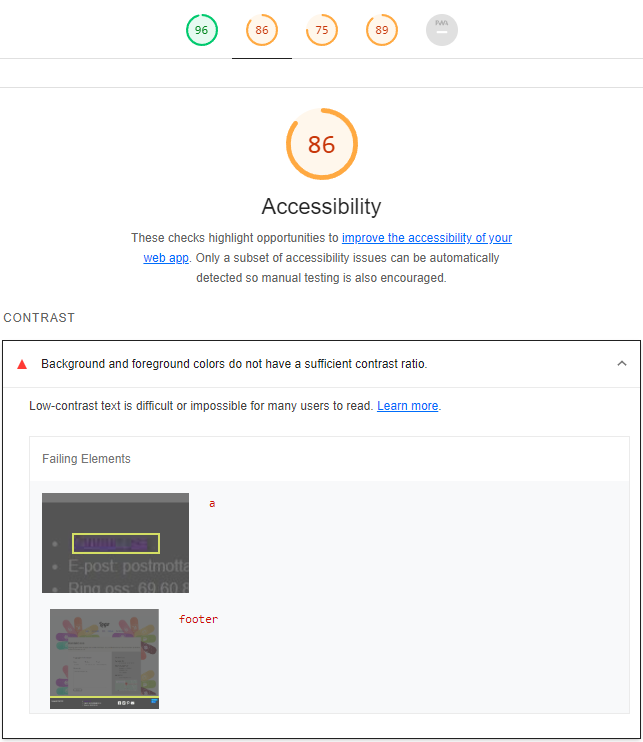 96
86
75
89
PWA
86
Accessibility
These checks highlight opportunities to improve the accessibility of your
web app. Only a subset of accessibility issues can be automatically
detected so manual testing is also encouraged.
CONTRAST
Background and foreground colors do not have a sufficient contrast ratio.
Low-contrast text is difficult or impossible for many users to read. Learn more.
Failing Elements
a
E-post: postmotta
Ring oss: 69 60 8
footer